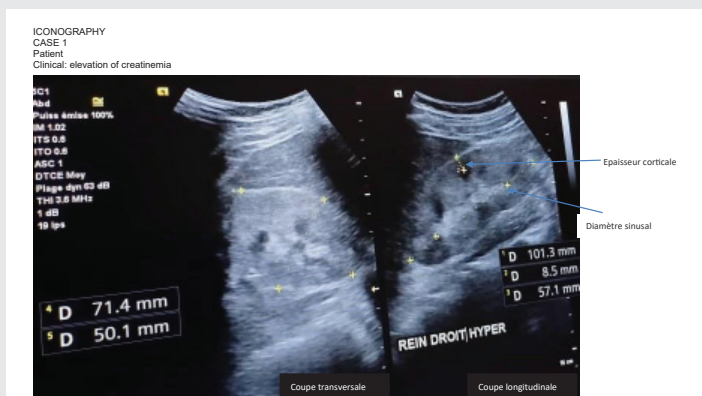 ICONOGRAPHY
CASE 1
Patient
Clinical: elevation of creatinemia
Abd
Puiss émise 100%
IM 1.02
ITS 0.6
ITO 0.6
ASC 1
DTCE Moy
Plage dyn 63 dB
THI 3.6 MHz
1 dB
19 ips
4 D 71.4 mm
5 D 50.1 mm
Epaisseur corticale
Diamètre sinusal
1 D 101.3 mm
2 D 8.5 mm
3 D 57.1 mm
REIN DROIT HYPER
Coupe transversale
Coupe longitudinale